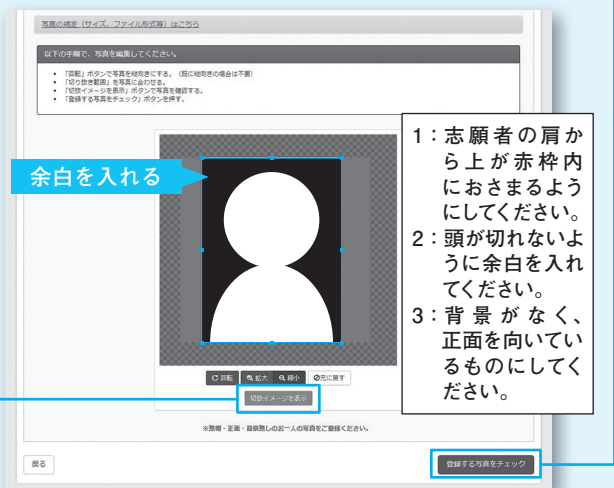 写真の規定（サイズ、ファイル形式等）はこちら
以下の手順で、写真を編集してください。
• 「回転」ボタンで写真を縦向きにする。（既に縦向きの場合は不要）
• 「切り抜き範囲」を写真に合わせる。
• 「切抜イメージを表示」ボタンで写真を確認する。
• 「登録する写真をチェック」ボタンを押す。
余白を入れる
1：志願者の肩か
ら上が赤枠内
におさまるよう
にしてください。
2：頭が切れないよ
うに余白を入れ
てください。
3：背景がなく、
正面を向いてい
るものにしてく
ださい。
回転 拡大 縮小 元に戻す
切抜イメージを表示
※無帽・正面・背景無しのお一人の写真をご登録ください。
戻る
登録する写真をチェック